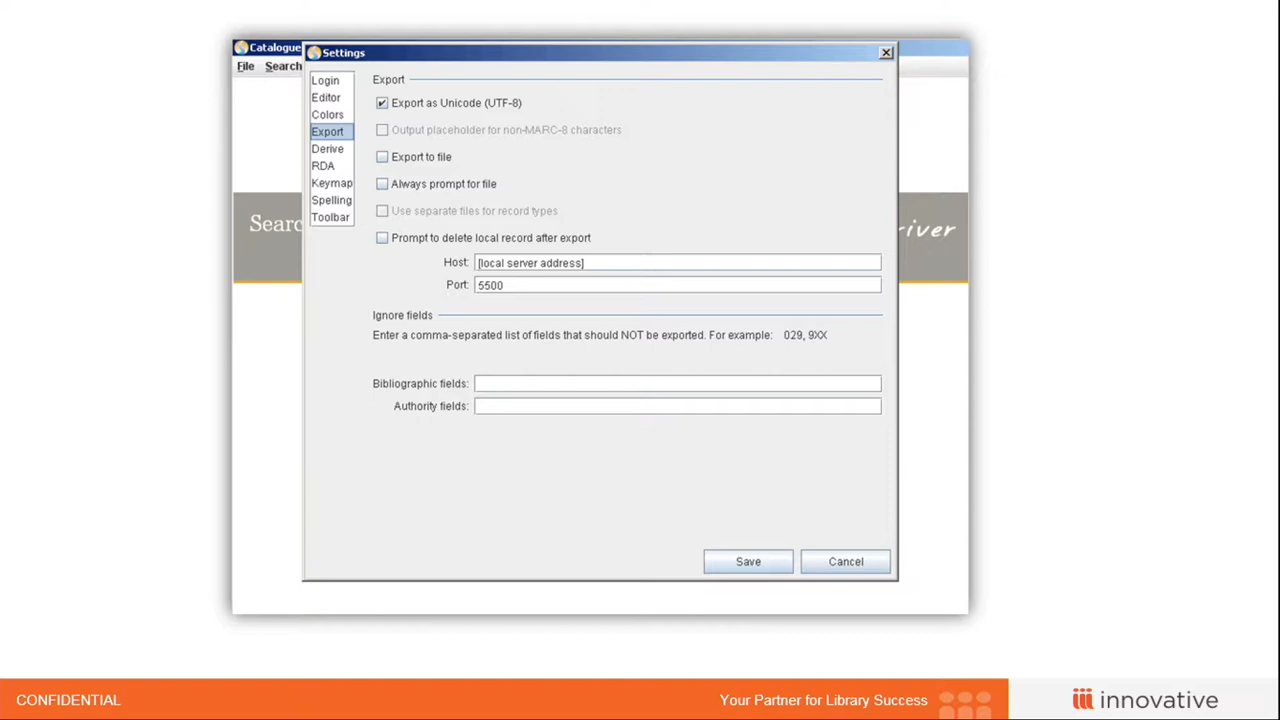 Catalogue
Settings
File Search
Login
Editor
Colors
Export
Derive
RDA
Keymap
Spelling
Toolbar
Export
Export as Unicode (UTF-8)
Output placeholder for non-MARC-8 characters
Export to file
Always prompt for file
Use separate files for record types
Prompt to delete local record after export
Host: [local server address]
Port: 5500
Ignore fields
Enter a comma-separated list of fields that should NOT be exported. For example: 029, 9XX
Bibliographic fields:
Authority fields:
Save Cancel
Searc
river
CONFIDENTIAL
Your Partner for Library Success
innovative